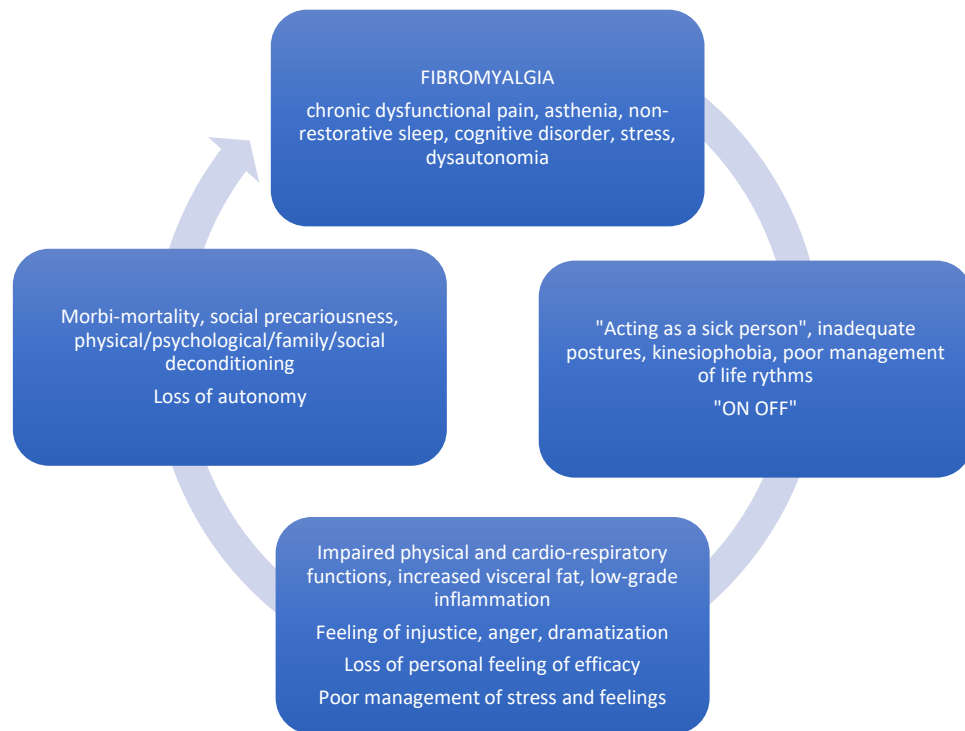 FIBROMYALGIA
chronic dysfunctional pain, asthenia, non-
restorative sleep, cognitive disorder, stress,
dysautonomia
"Acting as a sick person", inadequate
postures, kinesiophobia, poor management
of life rythms
"ON OFF"
Impaired physical and cardio-respiratory
functions, increased visceral fat, low-grade
inflammation
Feeling of injustice, anger, dramatization
Loss of personal feeling of efficacy
Poor management of stress and feelings
Morbi-mortality, social precariousness,
physical/psychological/family/social
deconditioning
Loss of autonomy